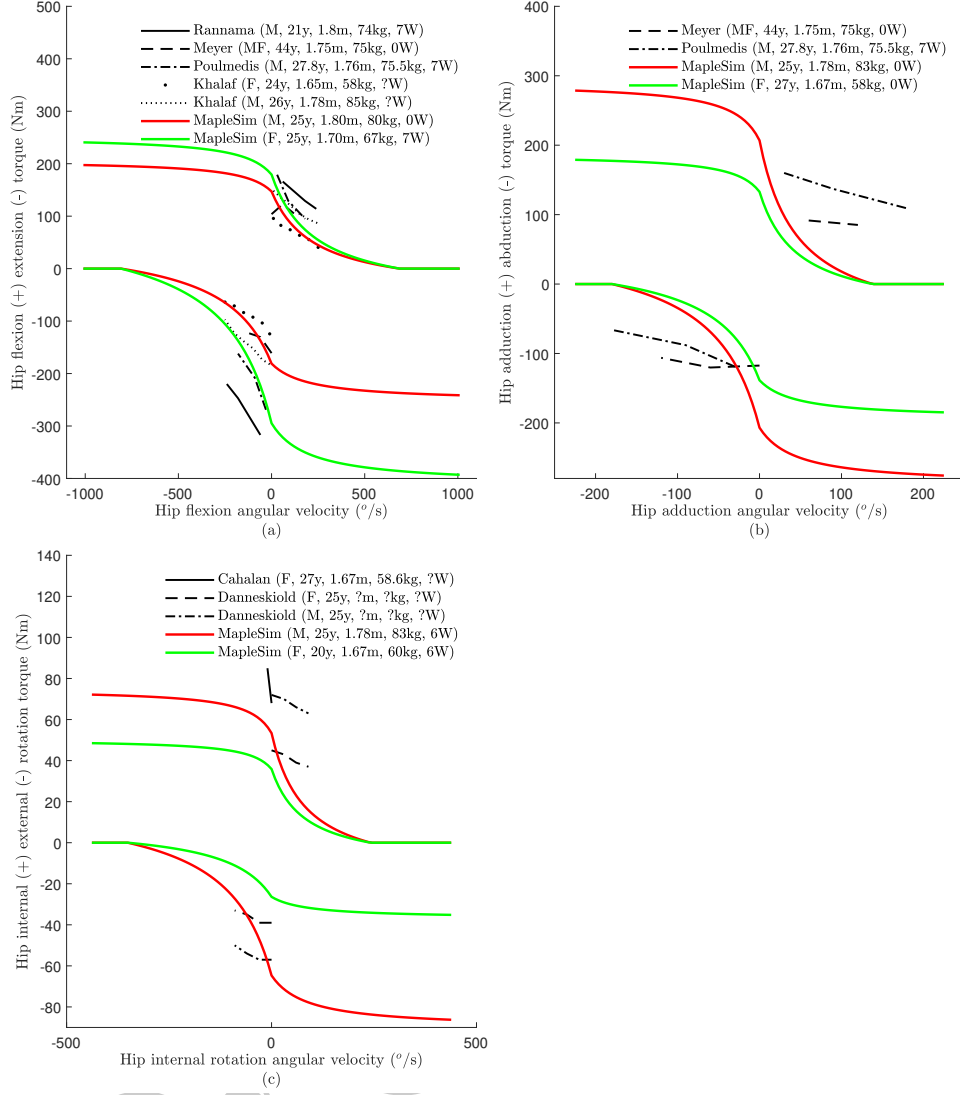 500
400
300
200
100
0
-100
-200
-300
-400
-1000
-500
0
500
1000
Hip flexion (+) extension (-) torque (Nm)
Rannama (M, 21y, 1.8m, 74kg, 7W)
Meyer (MF, 44y, 1.75m, 75kg, 0W)
Poulmedis (M, 27.8y, 1.76m, 75.5kg, 7W)
Khalaf (F, 24y, 1.65m, 58kg, ?W)
Khalaf (M, 26y, 1.78m, 85kg, ?W)
MapleSim (M, 25y, 1.80m, 80kg, 0W)
MapleSim (F, 25y, 1.70m, 67kg, 7W)
Hip flexion angular velocity (°/s)
(a)
400
300
200
100
0
-100
-200
-200
-100
0
100
200
Hip adduction (+) abduction (-) torque (Nm)
Meyer (MF, 44y, 1.75m, 75kg, 0W)
Poulmedis (M, 27.8y, 1.76m, 75.5kg, 7W)
MapleSim (M, 25y, 1.78m, 83kg, 0W)
MapleSim (F, 27y, 1.67m, 58kg, 0W)
Hip adduction angular velocity (°/s)
(b)
140
120
100
80
60
40
20
0
-20
-40
-60
-80
-500
0
500
Hip internal (+) external (-) rotation torque (Nm)
Cahalan (F, 27y, 1.67m, 58.6kg, ?W)
Danneskiold (F, 25y, ?m, ?kg, ?W)
Danneskiold (M, 25y, ?m, ?kg, ?W)
MapleSim (M, 25y, 1.78m, 83kg, 6W)
MapleSim (F, 20y, 1.67m, 60kg, 6W)
Hip internal rotation angular velocity (°/s)
(c)